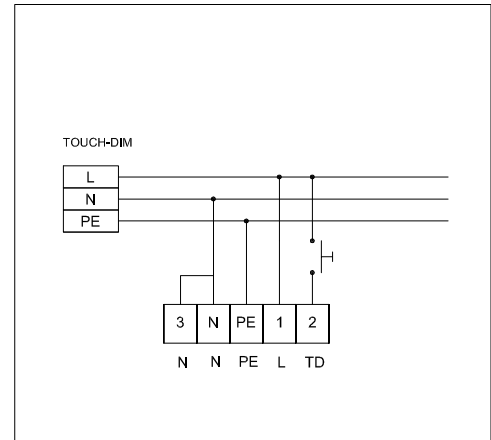 TOUCH-DIM
L
N
PE
3 N PE 1 2
N N PE L TD